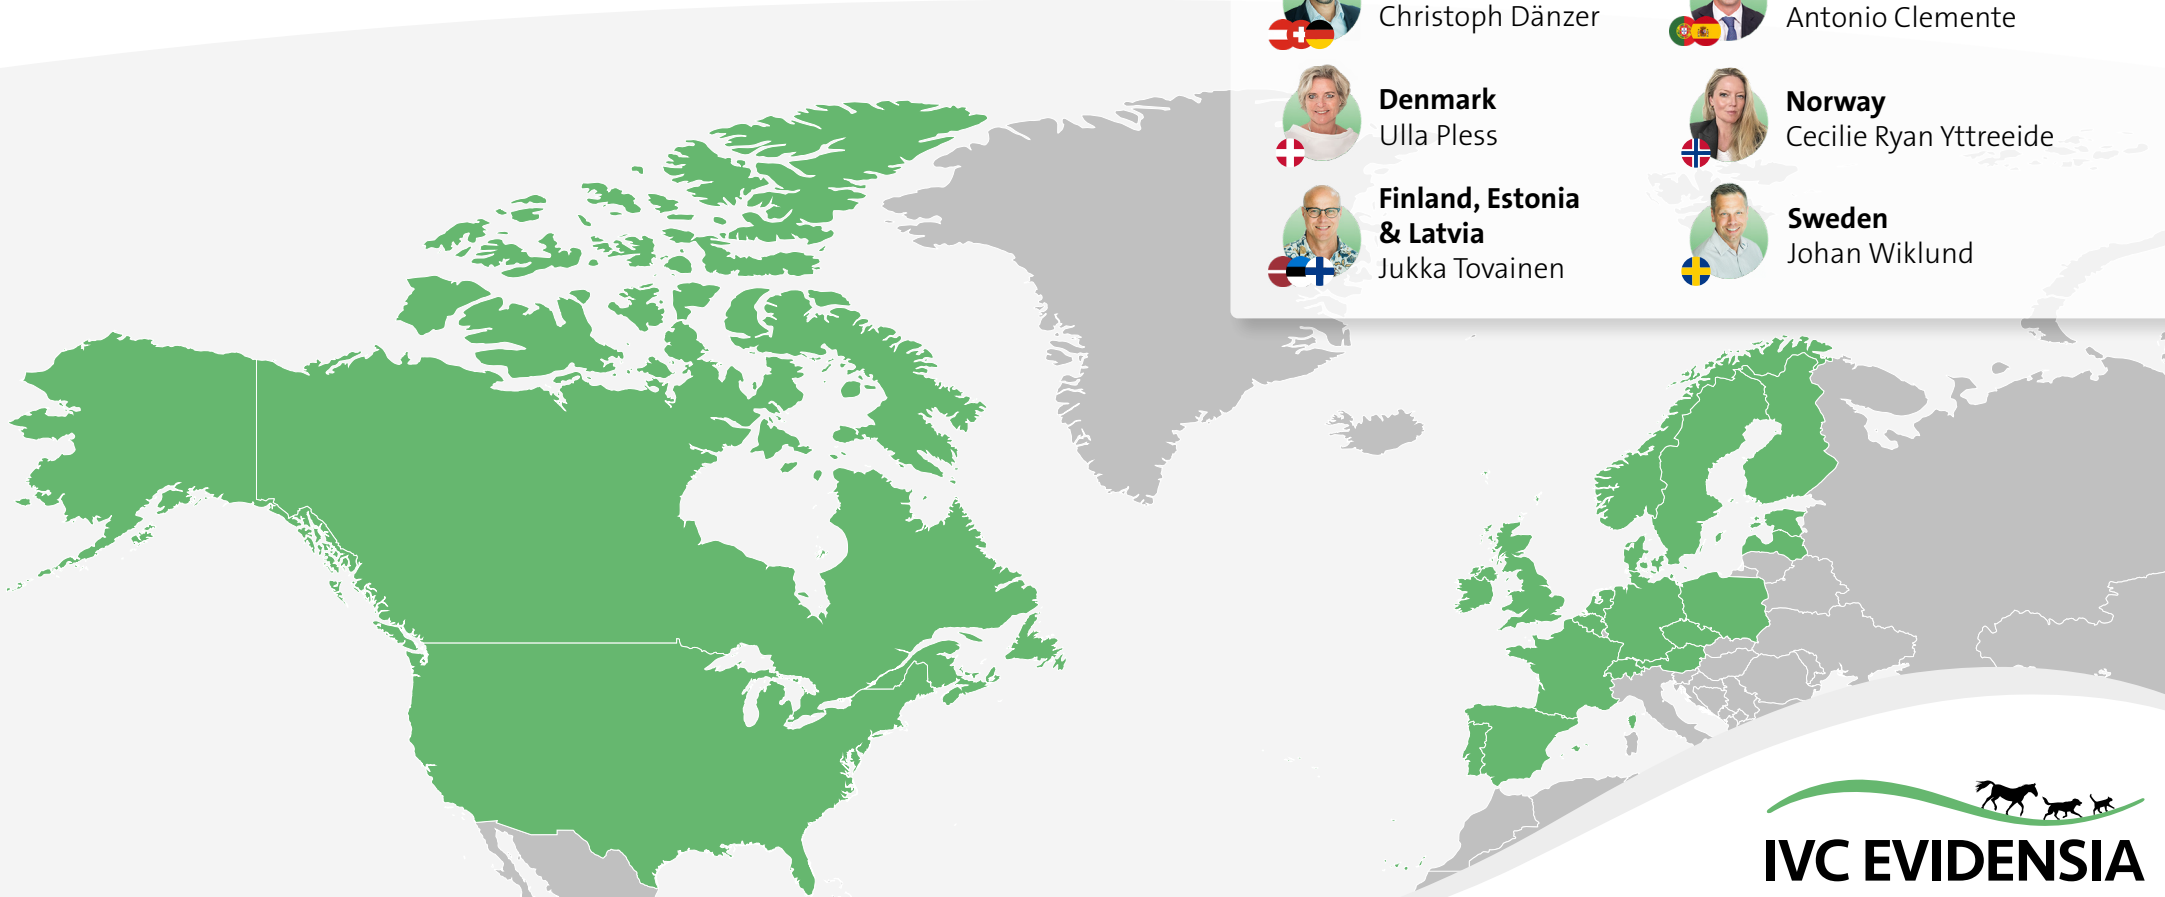 Christoph Dänzer
Antonio Clemente
Denmark
Ulla Pless
Norway
Cecilie Ryan Yttreeide
Finland, Estonia
& Latvia
Jukka Tovainen
Sweden
Johan Wiklund
IVC EVIDENSIA